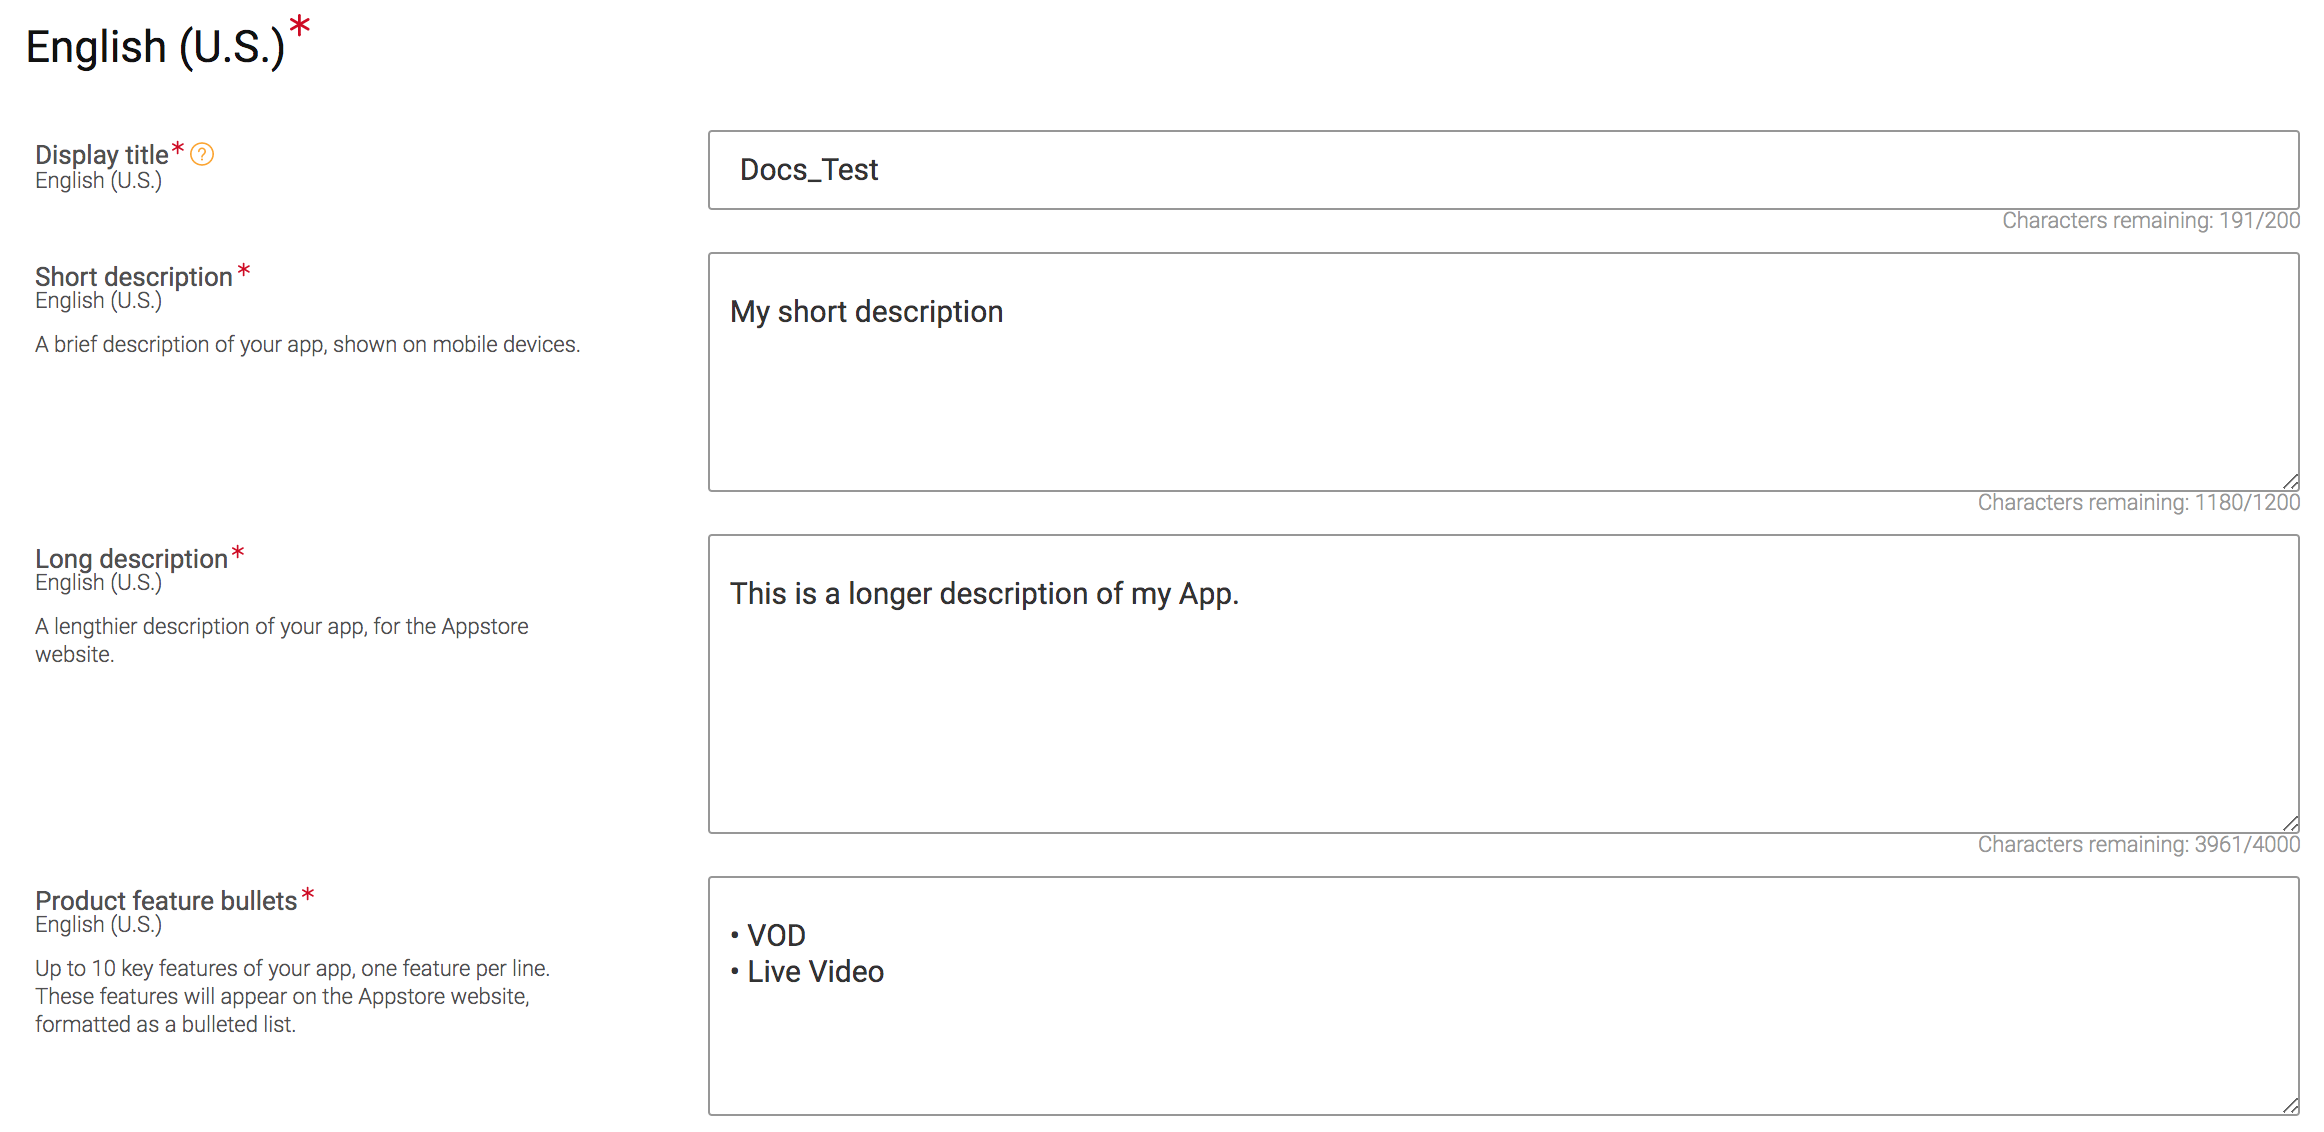 English (U.S.)*
Display title* ?
English (U.S.)
Docs_Test
Characters remaining: 191/200
Short description*
English (U.S.)
A brief description of your app, shown on mobile devices.
My short description
Characters remaining: 1180/1200
Long description*
English (U.S.)
A lengthier description of your app, for the Appstore
website.
This is a longer description of my App.
Characters remaining: 3961/4000
Product feature bullets*
English (U.S.)
Up to 10 key features of your app, one feature per line.
These features will appear on the Appstore website,
formatted as a bulleted list.
• VOD
• Live Video